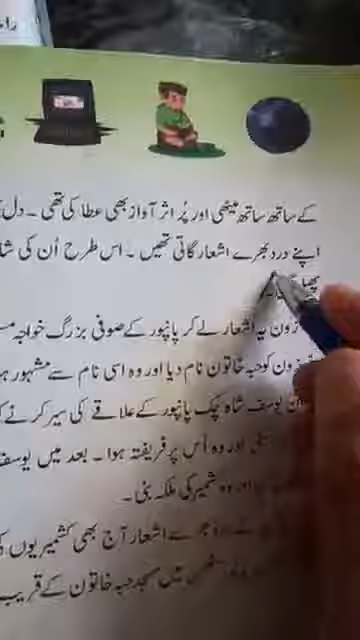 را
کے ساتھ ساتھ میٹھی اور پُر اثر آواز بھی عطا کی تھی ۔ دل
اپنے درد بھرے اشعار گاتی تھیں ۔ اس طرح اُن کی
زون یہ اشعار لے کر پانپور کے صوفی بزرگ خواجہ
زون کو حبہ خاتون نام دیا اور وہ اسی نام سے مشہور
یوسف شاہ چک پانپور کے علاقے کی سیر کرنے
اور وہ اُس پر فریفتہ ہوا ۔ بعد میں یوسف
اور وہ کشمیر کی ملکہ بنی ۔
اشعار آج بھی کشمیریوں
میں مسجد حبہ خاتون کے قریب